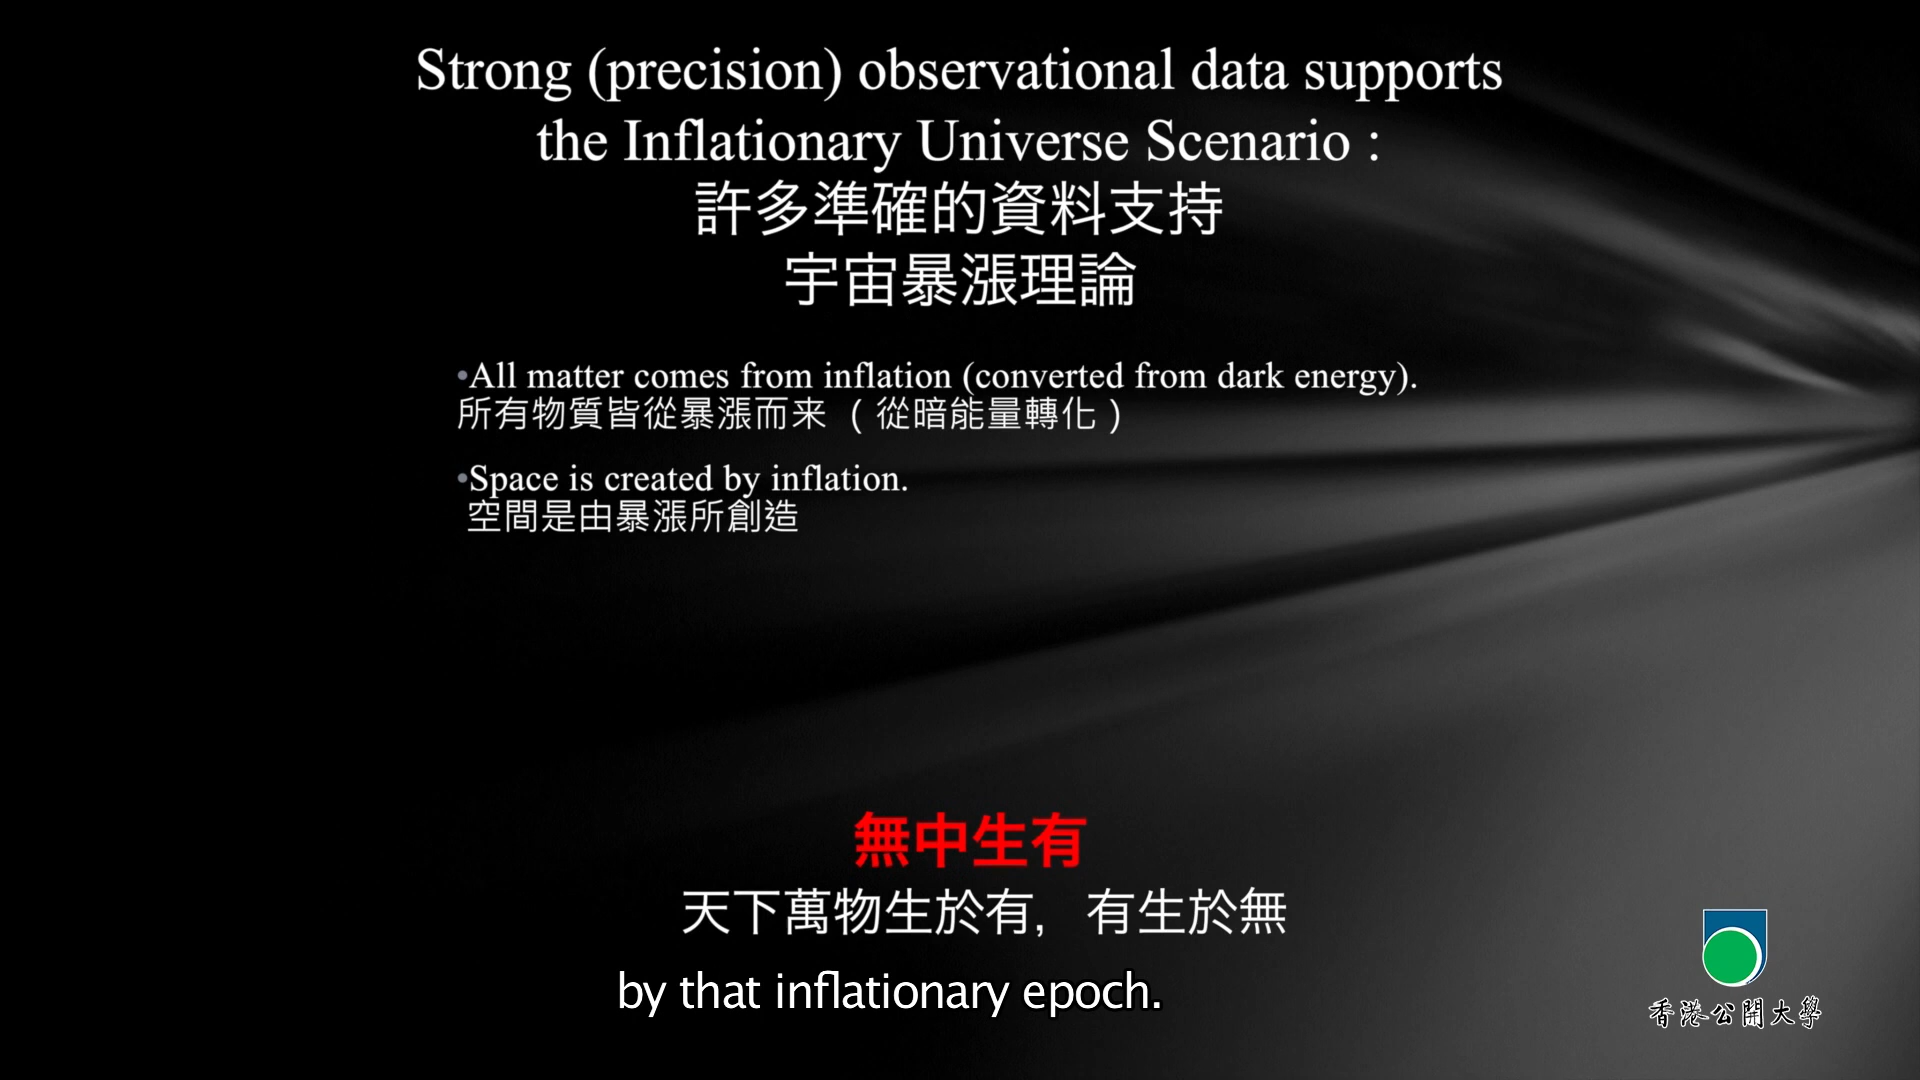 Strong (precision) observational data supports
the Inflationary Universe Scenario :
許多準確的資料支持
宇宙暴漲理論
•All matter comes from inflation (converted from dark energy).
所有物質皆從暴漲而来 （從暗能量轉化）
•Space is created by inflation.
空間是由暴漲所創造
無中生有
天下萬物生於有, 有生於無
by that inflationary epoch.
香港公開大學